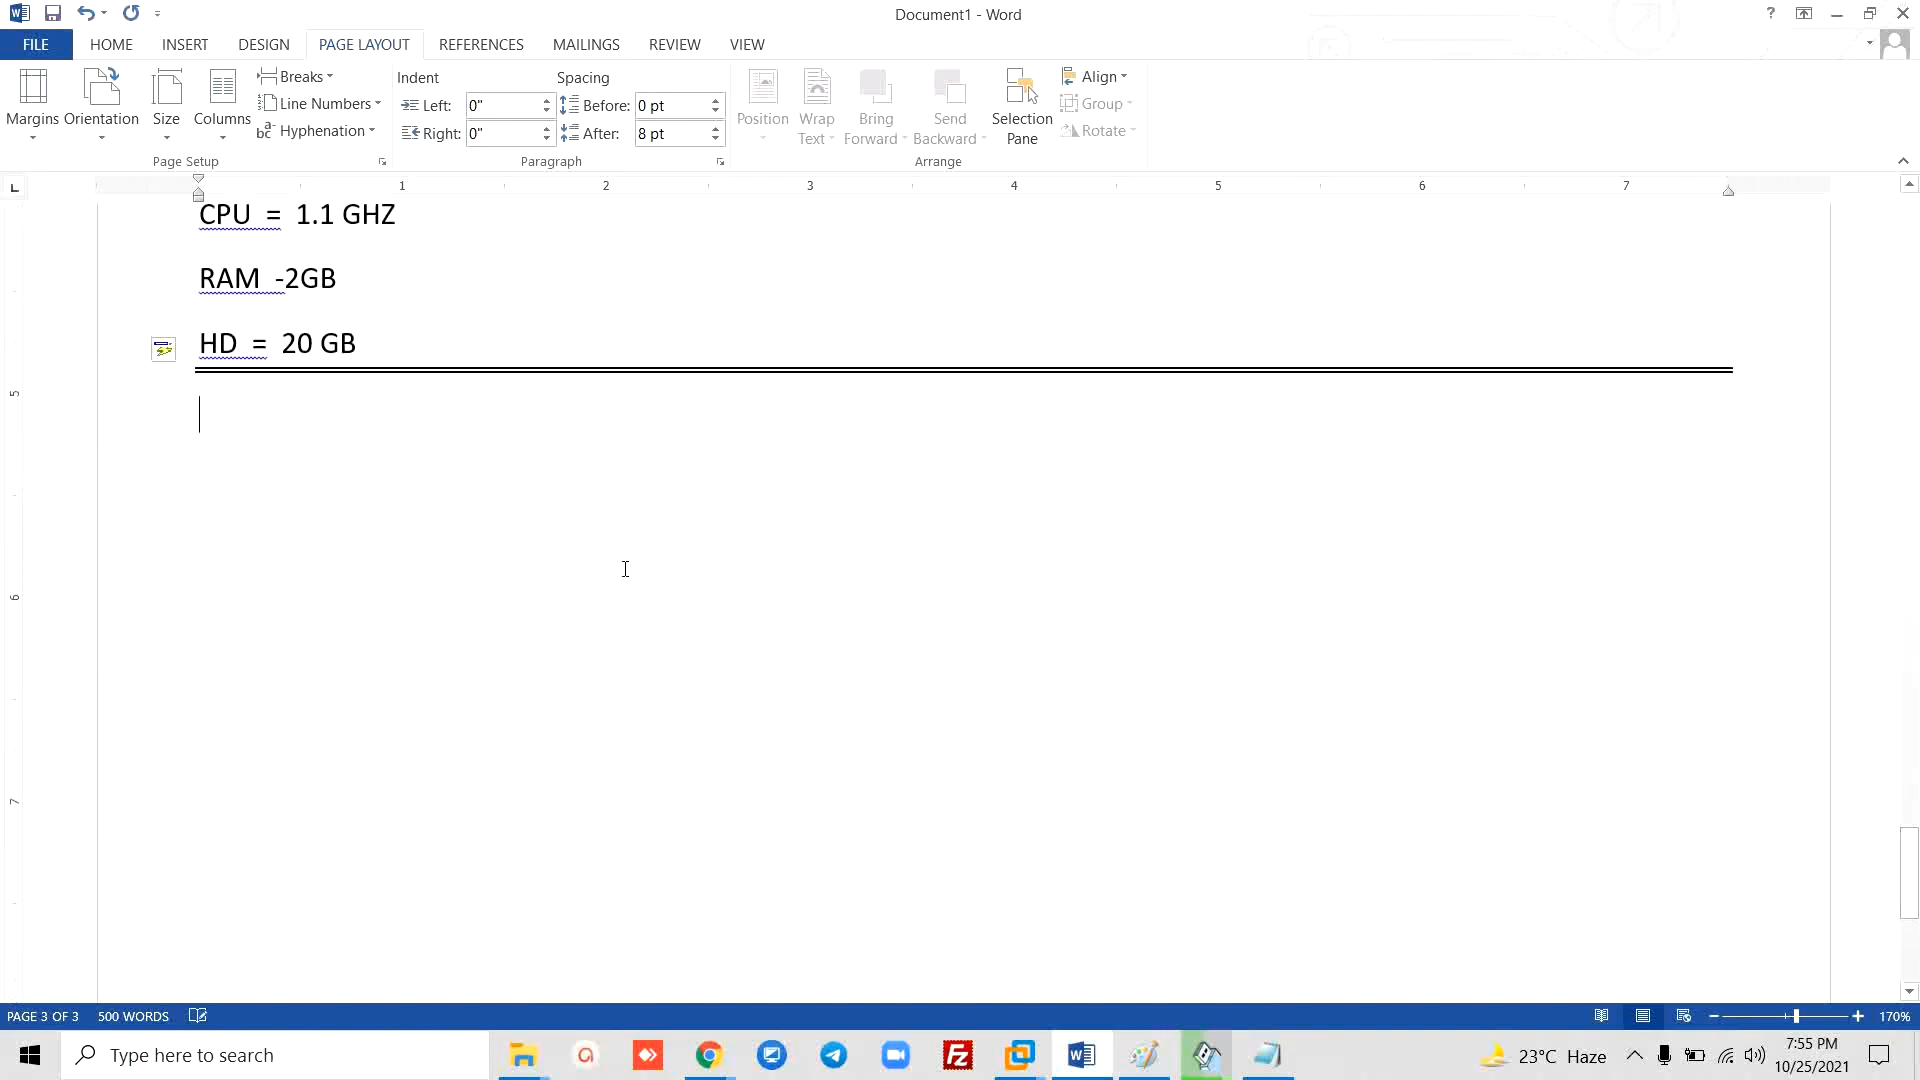 Document1 - Word
?
FILE HOME INSERT DESIGN PAGE LAYOUT REFERENCES MAILINGS REVIEW VIEW
Margins
Orientation
Size
Columns
Breaks
Line Numbers
Hyphenation
Page Setup
Indent
Left: 0"
Right: 0"
Spacing
Before: 0 pt
After: 8 pt
Paragraph
Position
Wrap
Text
Bring
Forward
Send
Backward
Selection
Pane
Align
Group
Rotate
Arrange
L
1 2 3 4 5 6 7
CPU = 1.1 GHZ
RAM -2GB
HD = 20 GB
5
6
7
PAGE 3 OF 3 500 WORDS
170%
Type here to search
23°C Haze
7:55 PM
10/25/2021